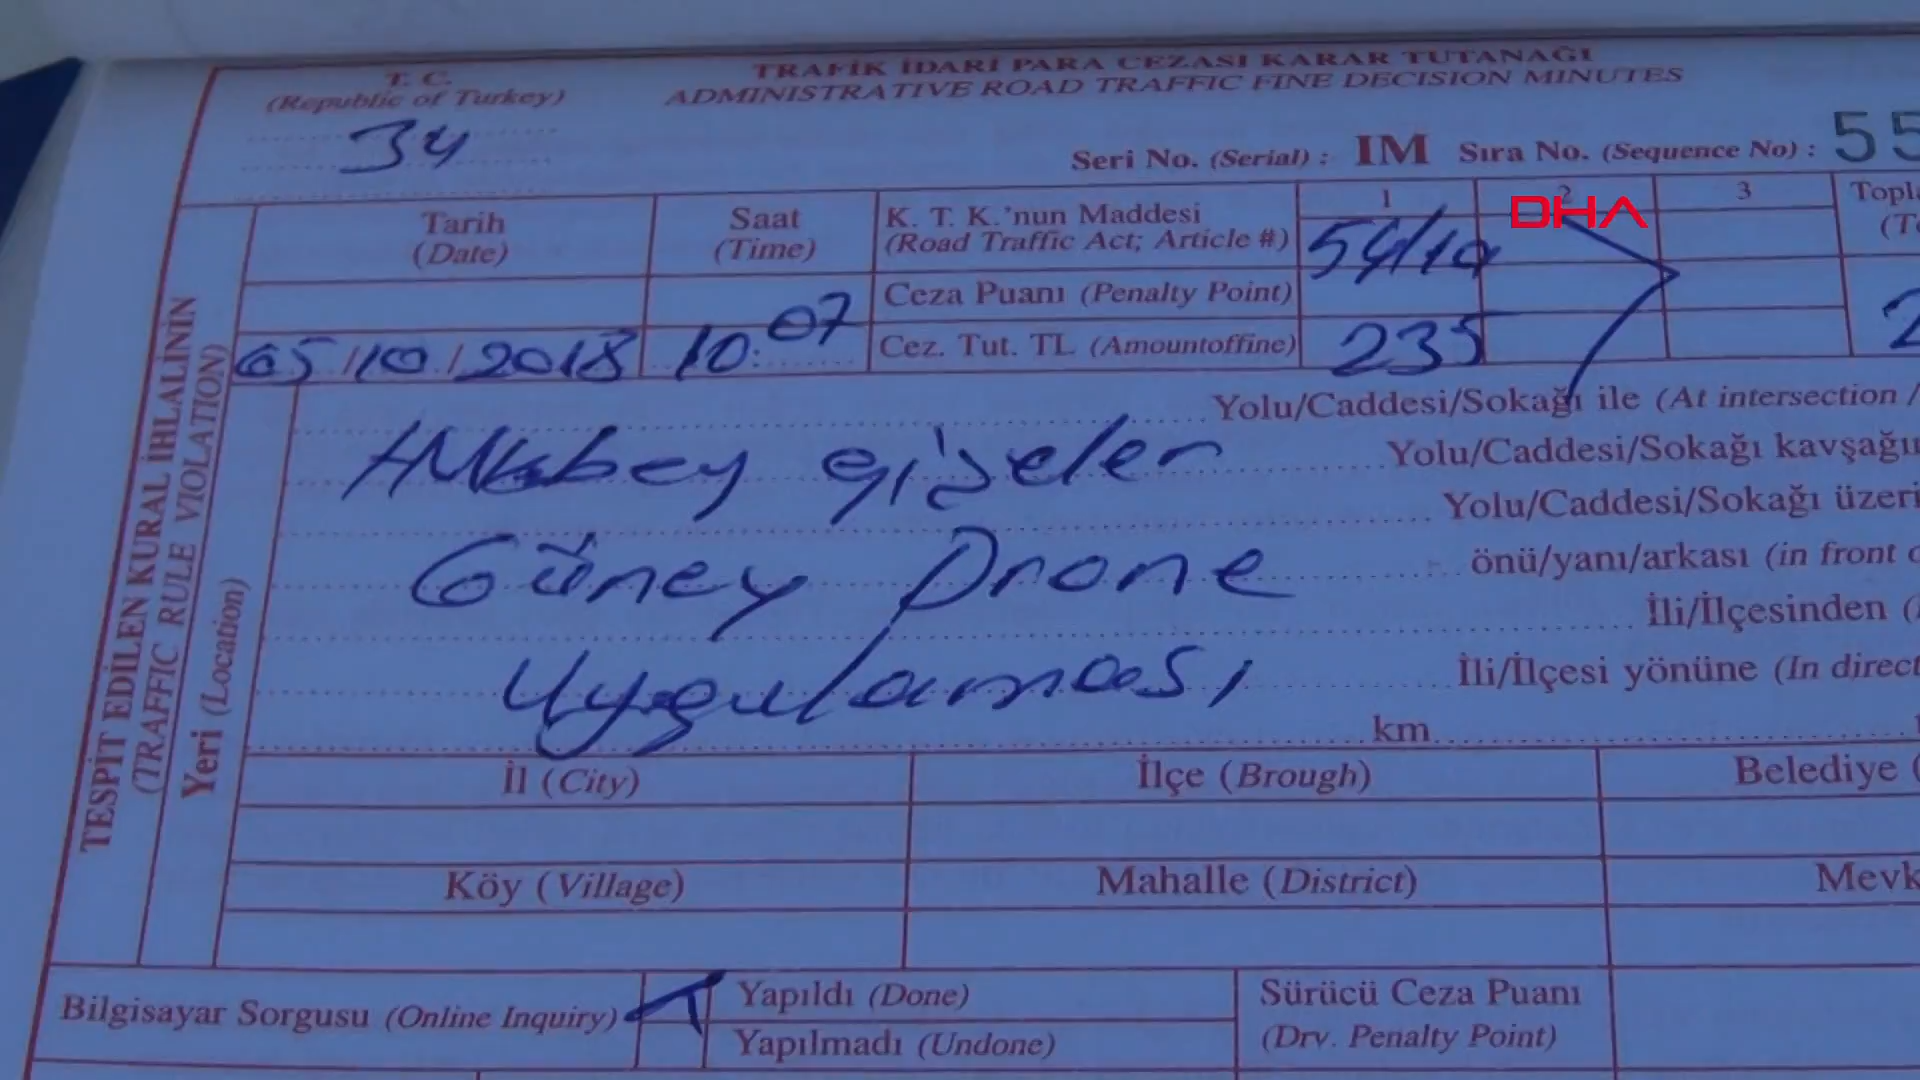 TRAFİK İDARİ PARA CEZASI KARAR TUTANAĞI
T. C.
(Republic of Turkey)
ADMINISTRATIVE ROAD TRAFFIC FINE DECISION MINUTES
34
Seri No. (Serial) : IM Sıra No. (Sequence No) : 55
DHA
Tarih
(Date)
Saat
(Time)
K. T. K.'nun Maddesi
(Road Traffic Act; Article #)
1
2
3
54/1a
Ceza Puanı (Penalty Point)
05/10/2018
10:07
Cez. Tut. TL (Amountoffine)
235
2
TESPİT EDİLEN KURAL İHLALİNİN
(TRAFFIC RULE VIOLATION)
Yeri (Location)
Yolu/Caddesi/Sokağı ile (At intersection /
gişeler
Yolu/Caddesi/Sokağı kavşağı
Yolu/Caddesi/Sokağı
Güney Drone
önü/yanı/arkası (in front
İli/İlçesinden
Uygulaması
İli/İlçesi yönüne (In
km
İl (City)
İlçe (Brough)
Belediye
Köy (Village)
Mahalle (District)
Bilgisayar Sorgusu (Online Inquiry)
Yapıldı (Done)
Yapılmadı (Undone)
Sürücü Ceza Puanı
(Drv. Penalty Point)